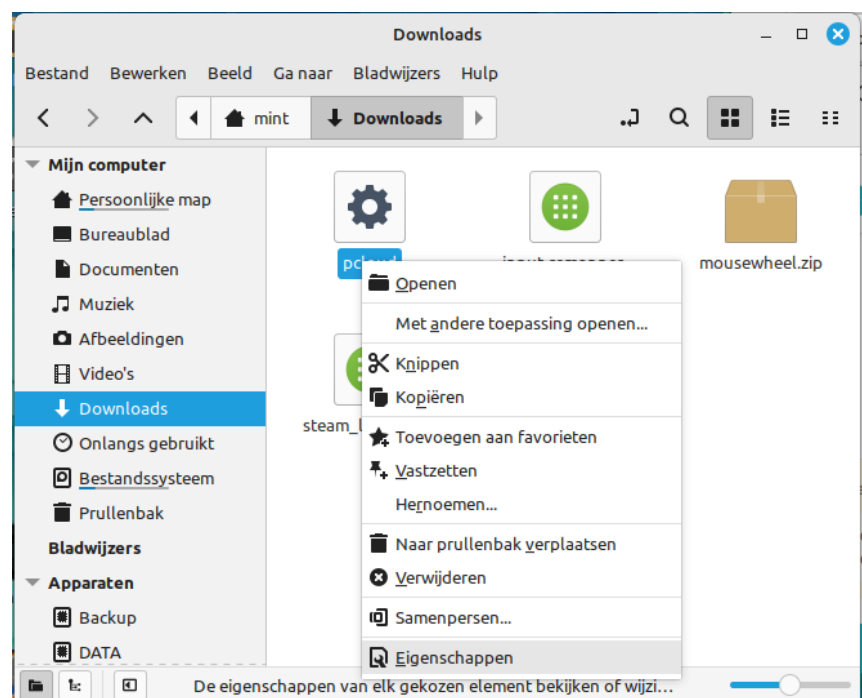 Downloads
Bestand Bewerken Beeld Ga naar Bladwijzers Hulp
mint Downloads
Mijn computer
Persoonlijke map
Bureaublad
Documenten
Muziek
Afbeeldingen
Video's
Downloads
Onlangs gebruikt
Bestandssysteem
Prullenbak
Bladwijzers
Apparaten
Backup
DATA
mousewheel.zip
Openen
Met andere toepassing openen...
Knippen
Kopiëren
Toevoegen aan favorieten
Vastzetten
Hernoemen...
Naar prullenbak verplaatsen
Verwijderen
Samenpersen...
Eigenschappen
De eigenschappen van elk gekozen element bekijken of wijzi...